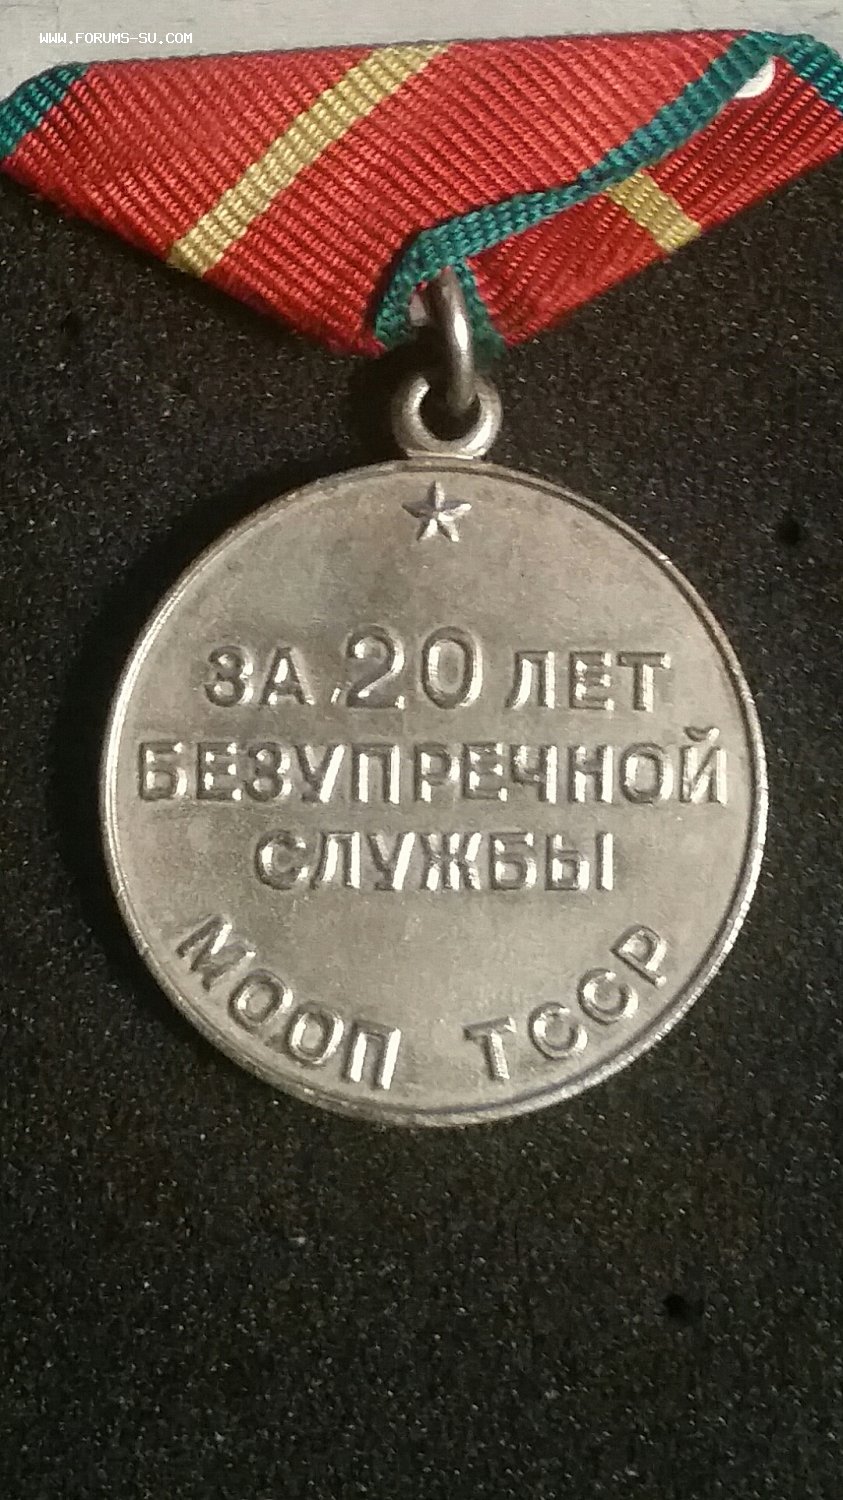 WWW.FORUMS-SU.COM
ЗА 20 ЛЕТ
БЕЗУПРЕЧНОЙ
СЛУЖБЫ
МООП ТССР